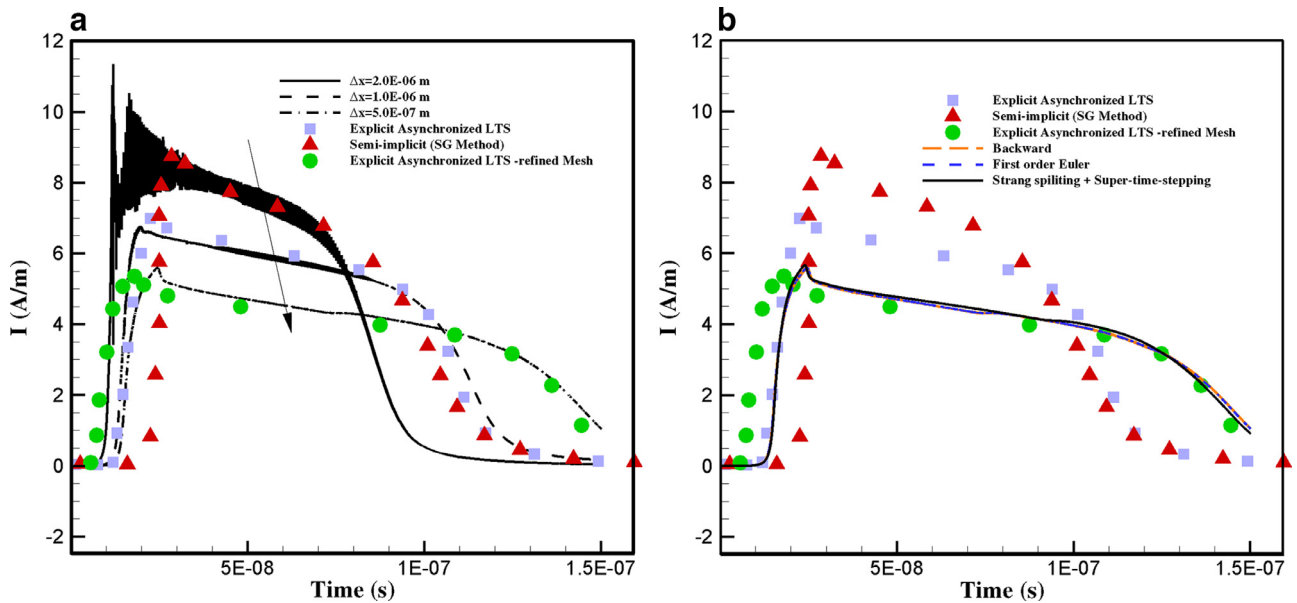 a
12
10
8
6
4
2
0
-2
I (A/m)
Δx=2.0E-06 m
Δx=1.0E-06 m
Δx=5.0E-07 m
Explicit Asynchronized LTS
Semi-implicit (SG Method)
Explicit Asynchronized LTS -refined Mesh
5E-08
1E-07
1.5E-07
Time (s)
b
12
10
8
6
4
2
0
-2
I (A/m)
Explicit Asynchronized LTS
Semi-implicit (SG Method)
Explicit Asynchronized LTS -refined Mesh
Backward
First order Euler
Strang spiliting + Super-time-stepping
5E-08
1E-07
1.5E-07
Time (s)